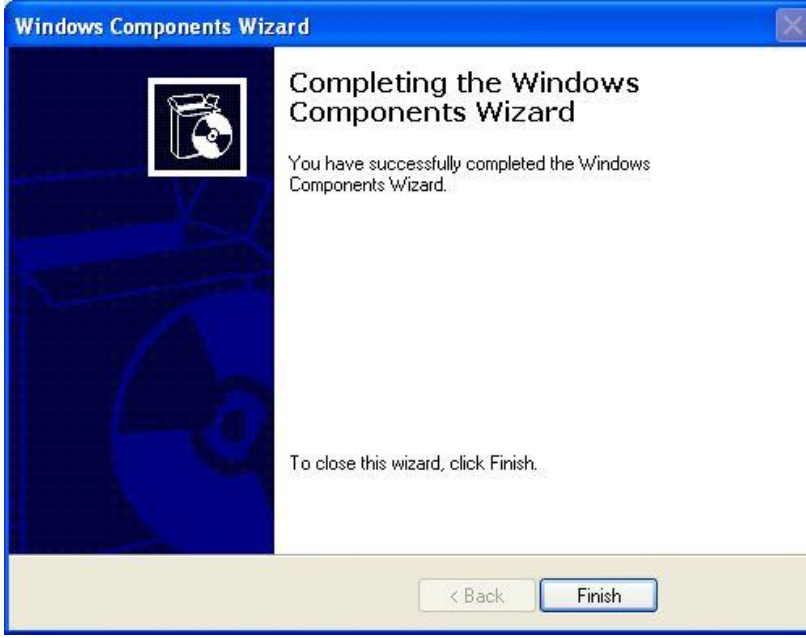 Windows Components Wizard
Completing the Windows
Components Wizard
You have successfully completed the Windows
Components Wizard.
To close this wizard, click Finish.
< Back
Finish